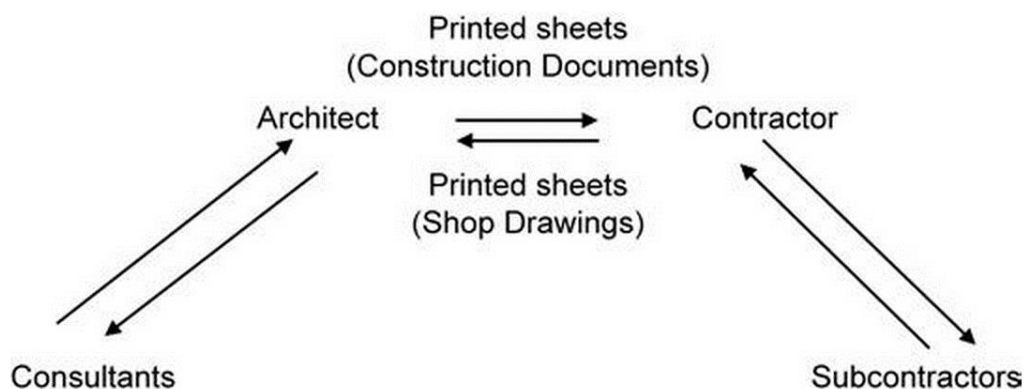 Printed sheets
(Construction Documents)
Architect
Contractor
Printed sheets
(Shop Drawings)
Consultants
Subcontractors